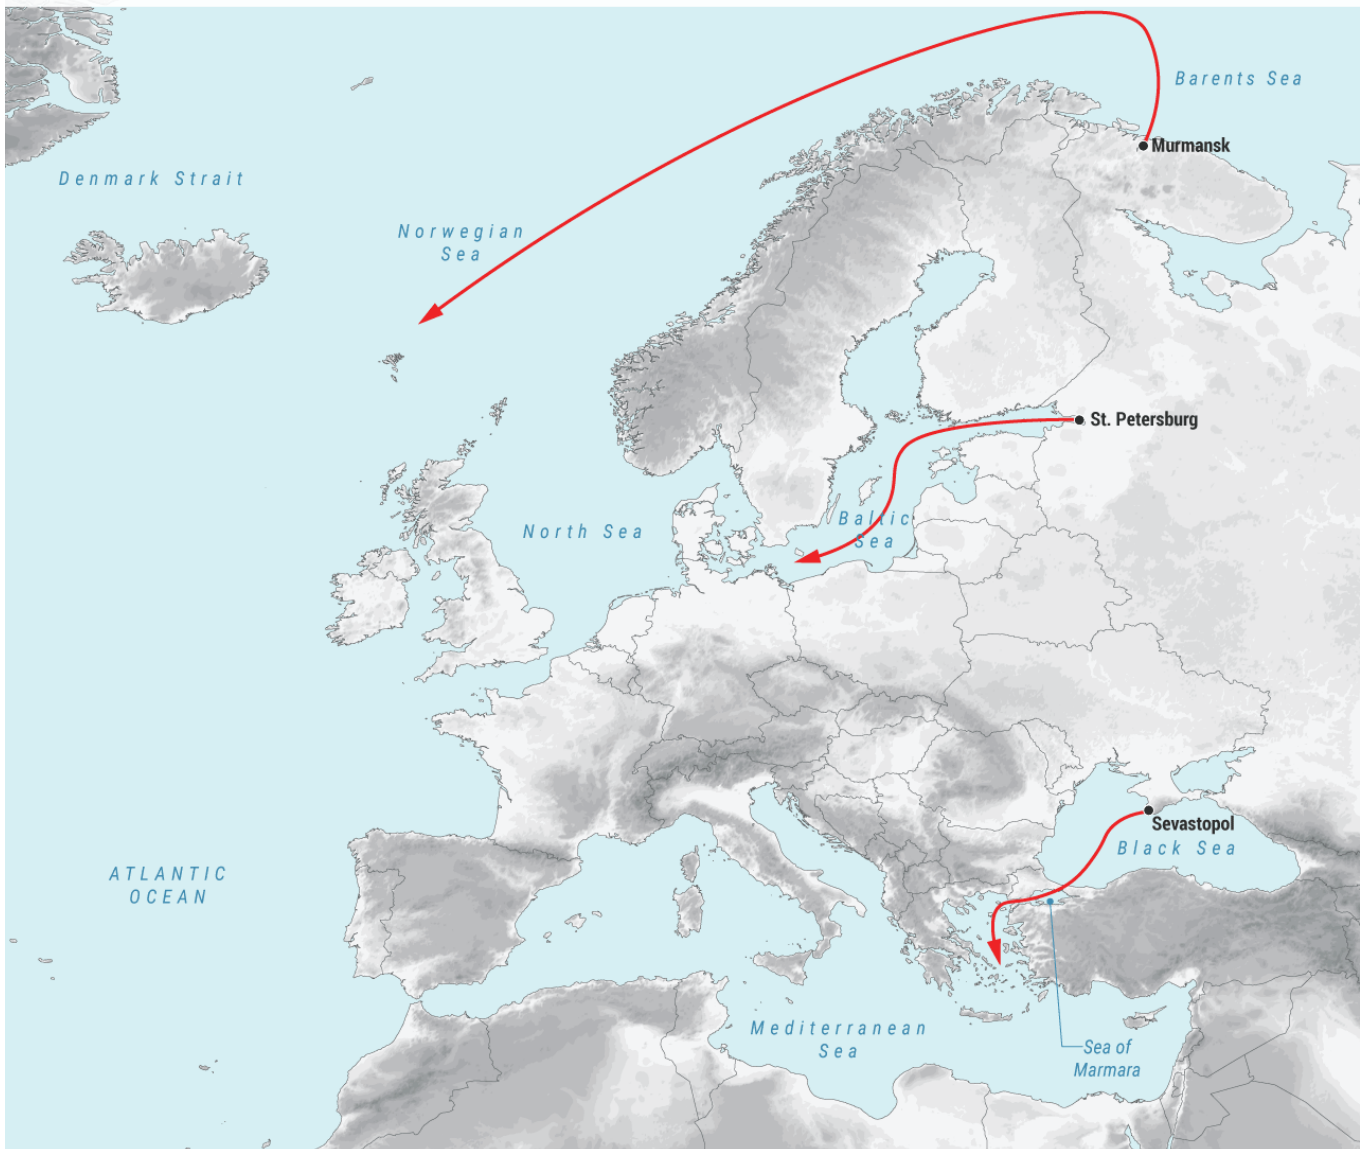 Barents Sea
Murmansk
Denmark Strait
Norwegian
Sea
St. Petersburg
North Sea
Baltic
Sea
Sevastopol
Black Sea
ATLANTIC
OCEAN
Mediterranean
Sea
Sea of
Marmara